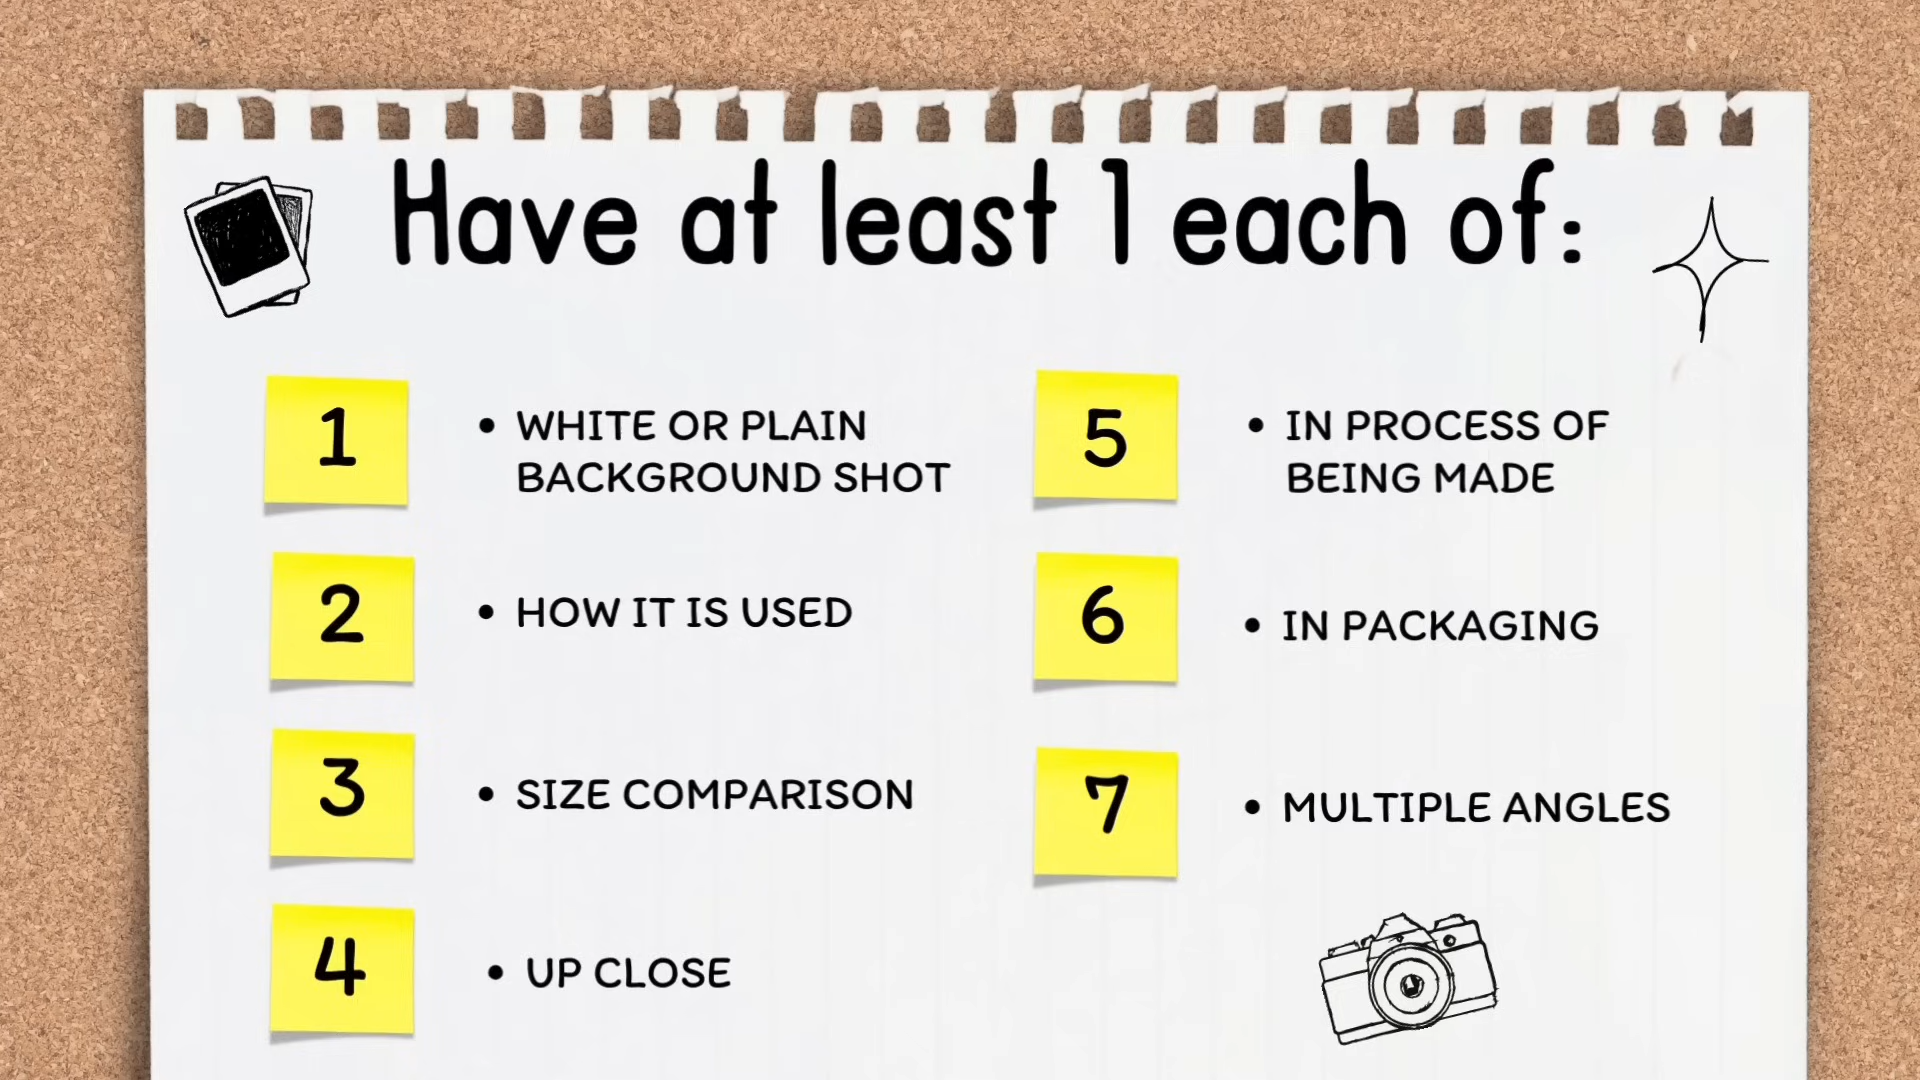 Have at least 1 each of:
1
• WHITE OR PLAIN
BACKGROUND SHOT
2
• HOW IT IS USED
3
• SIZE COMPARISON
4
• UP CLOSE
5
• IN PROCESS OF
BEING MADE
6
• IN PACKAGING
7
• MULTIPLE ANGLES